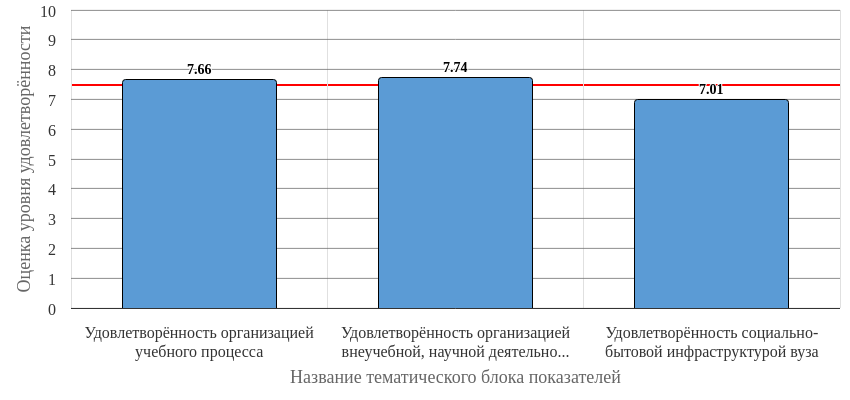 Оценка уровня удовлетворённости
10
9
8
7
6
5
4
3
2
1
0
7.66
7.74
7.01
Удовлетворённость организацией
учебного процесса
Удовлетворённость организацией
внеучебной, научной деятельно...
Удовлетворённость социально-
бытовой инфраструктурой вуза
Название тематического блока показателей